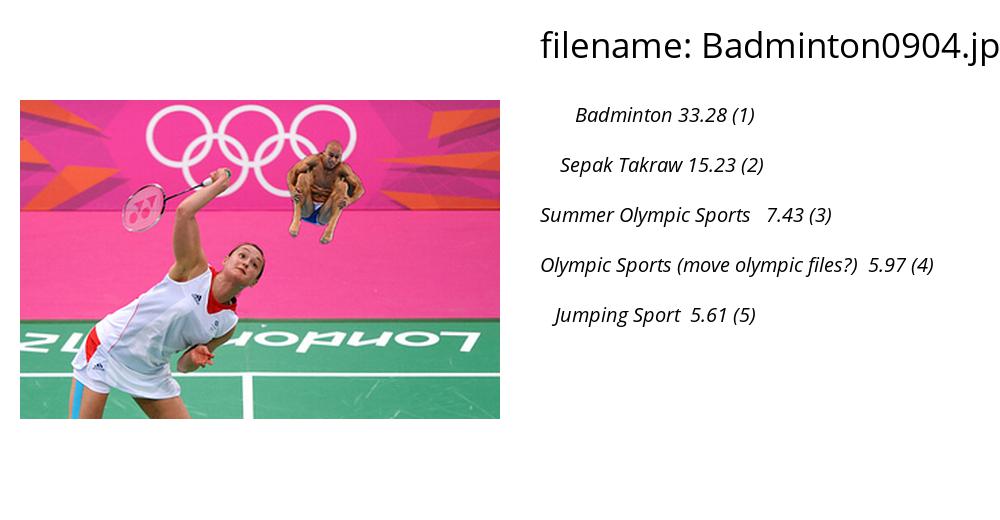 filename: Badminton0904.jp
Badminton 33.28 (1)
Sepak Takraw 15.23 (2)
Summer Olympic Sports 7.43 (3)
Olympic Sports (move olympic files?) 5.97 (4)
Jumping Sport 5.61 (5)
London